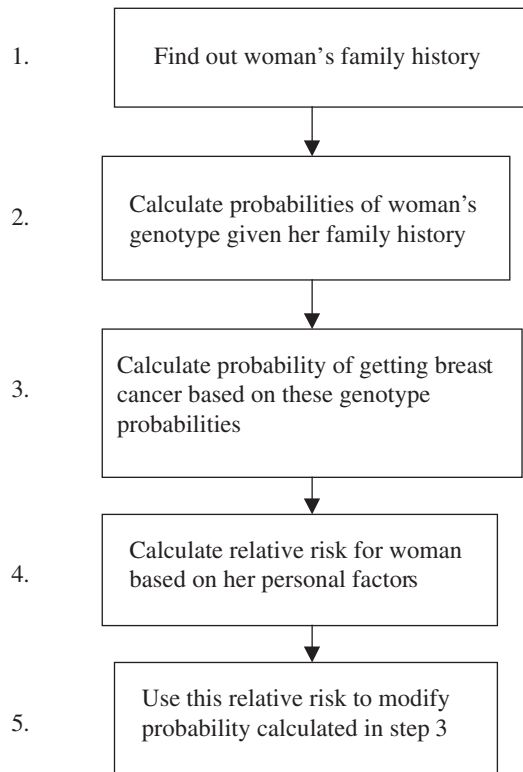 1. Find out woman's family history
2. Calculate probabilities of woman's
genotype given her family history
3. Calculate probability of getting breast
cancer based on these genotype
probabilities
4. Calculate relative risk for woman
based on her personal factors
5. Use this relative risk to modify
probability calculated in step 3